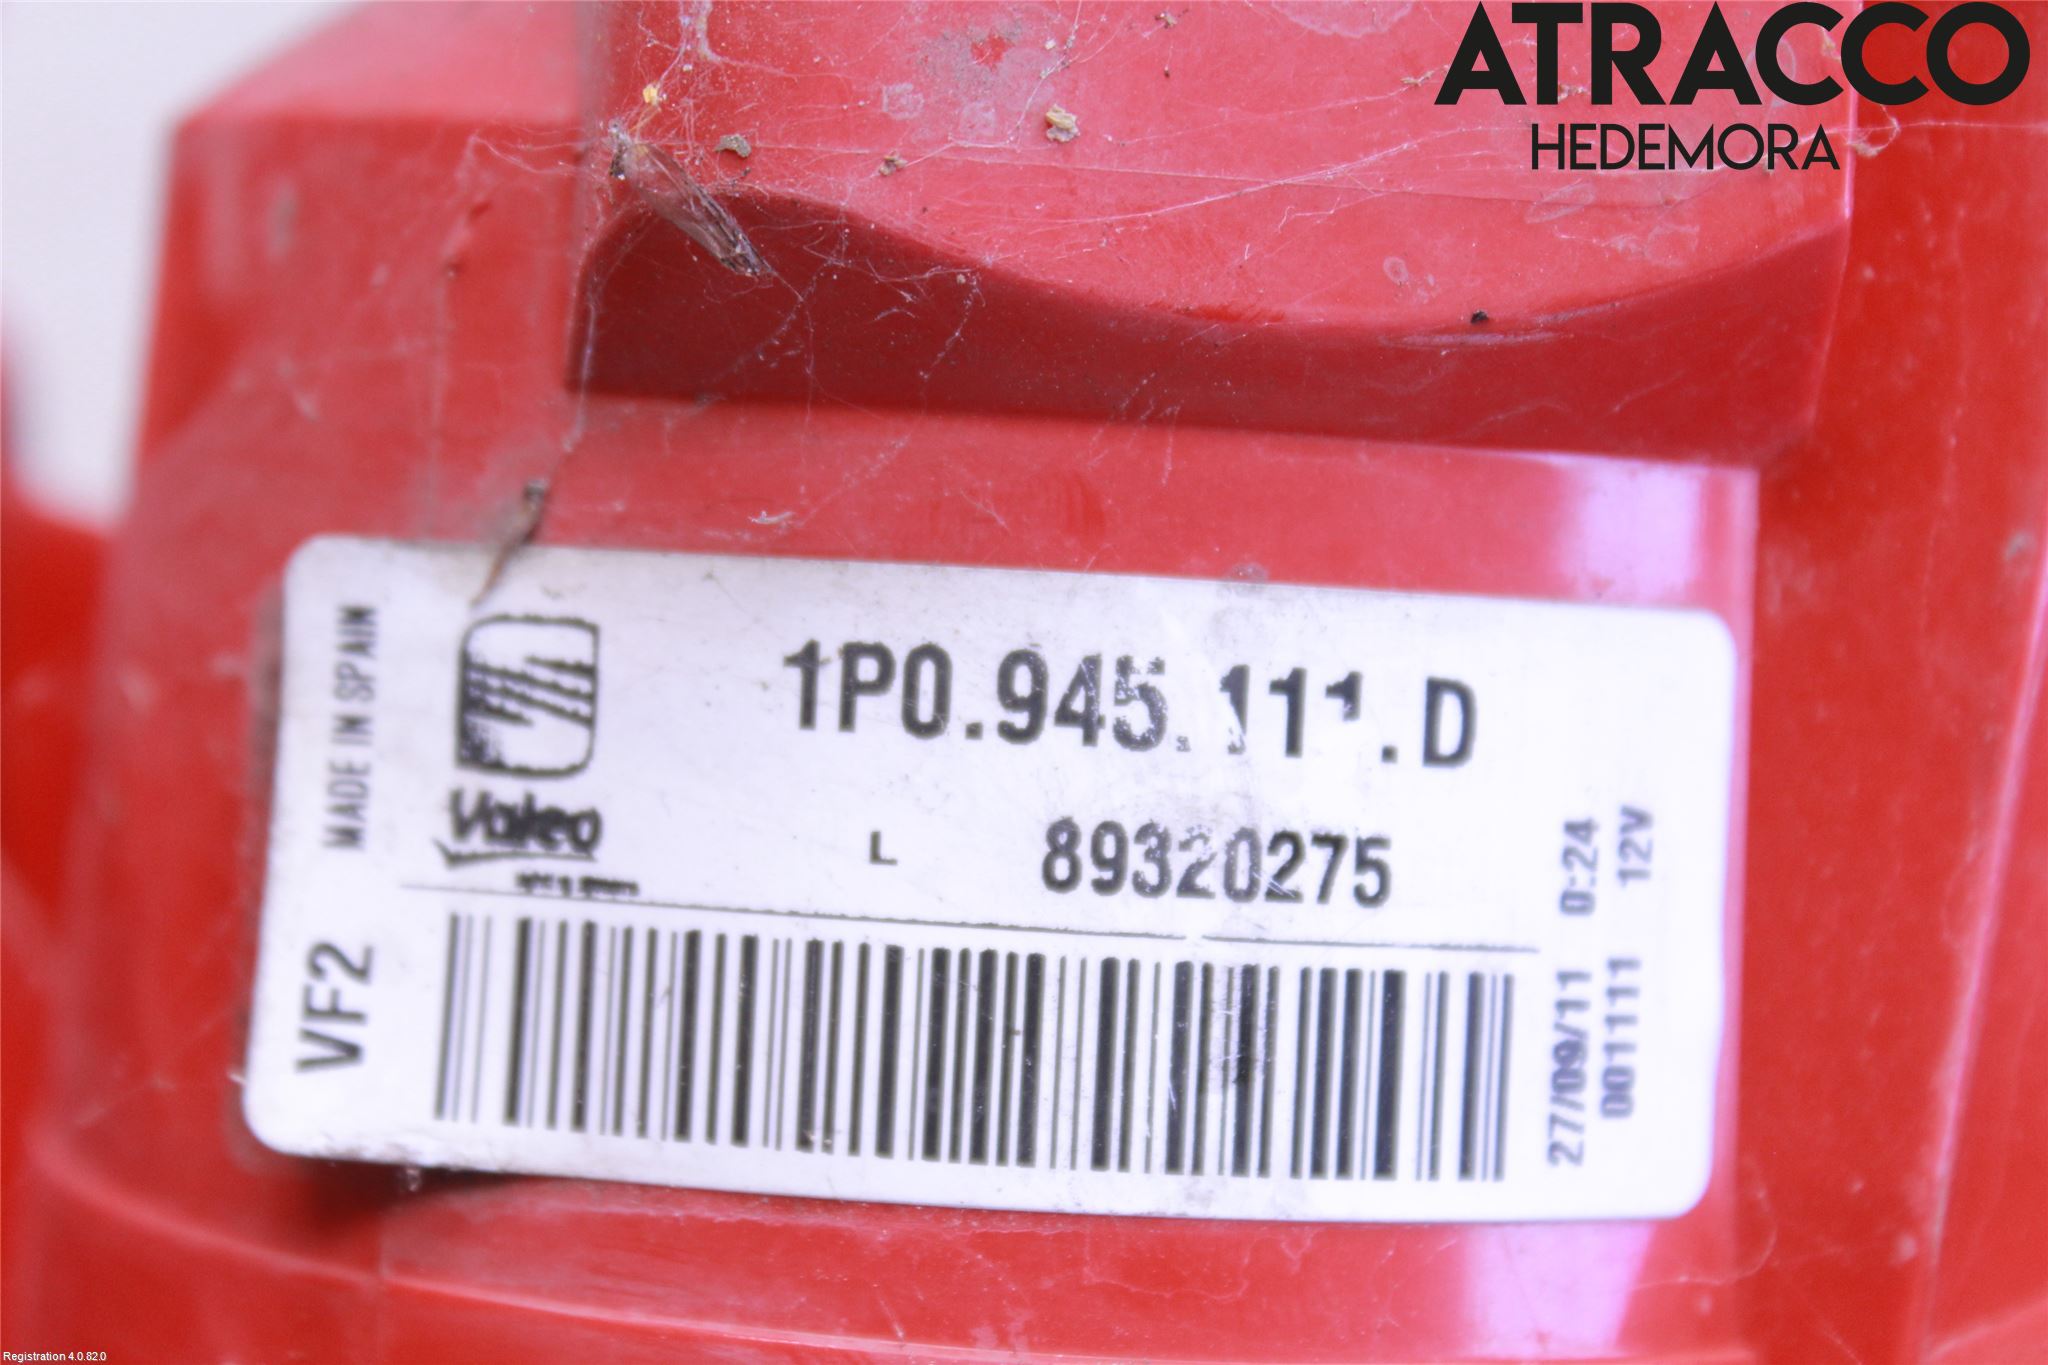 ATRACCO
HEDEMORA
MADE IN SPAIN
VF2
1P0.945.111.D
Valeo
L 89320275
27/09/11 0:24
0011111 12V
Registration 4.0.82.0